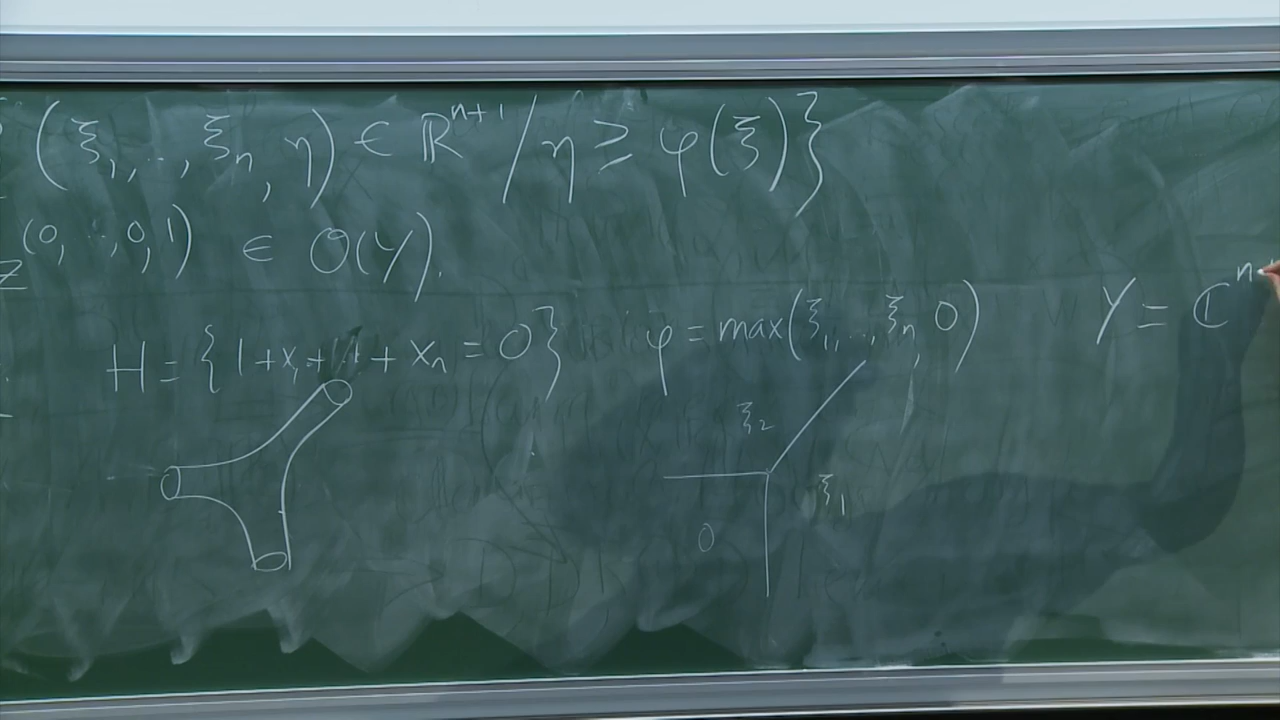 (ξ₁, .., ξₙ, η) ∈ ℝⁿ⁺¹ / η ≥ φ(ξ)}
z^(0, .., 0, 1) ∈ O(Y).
H = {1 + x₁ + .. + xₙ = 0} φ = max(ξ₁, .., ξₙ, 0) Y = ℂⁿ
ξ₂
ξ₁
0